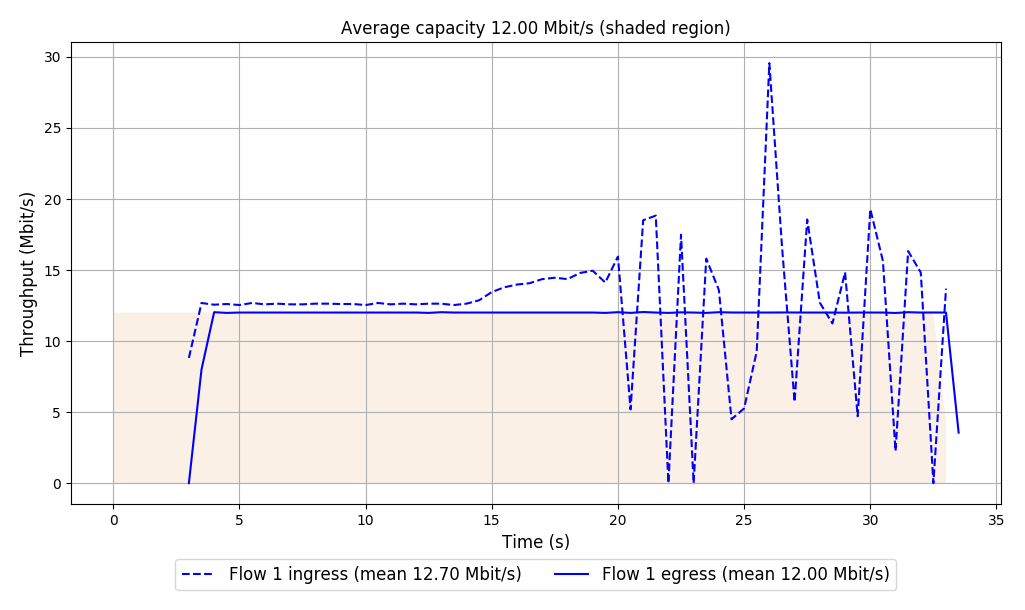 Average capacity 12.00 Mbit/s (shaded region)
Throughput (Mbit/s)
30
25
20
15
10
5
0
0 5 10 15 20 25 30 35
Time (s)
Flow 1 ingress (mean 12.70 Mbit/s) Flow 1 egress (mean 12.00 Mbit/s)